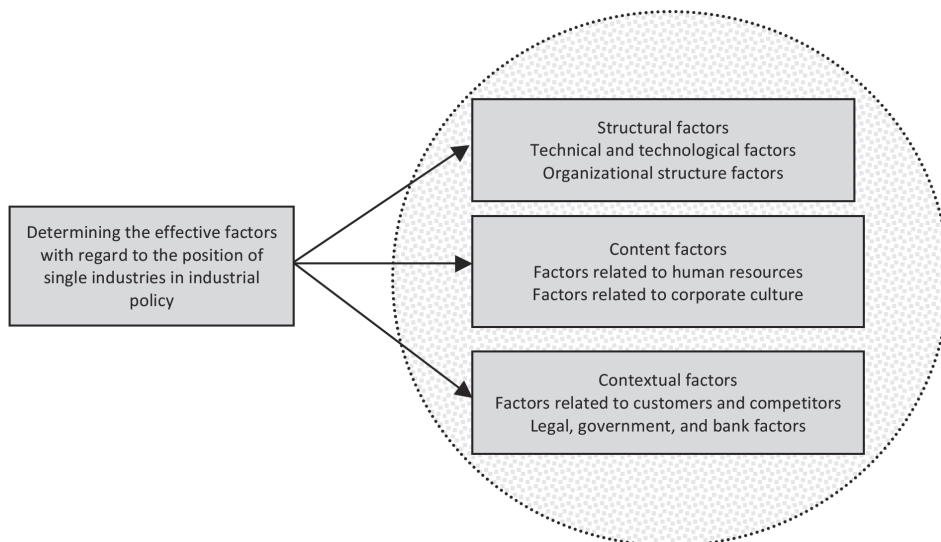 Determining the effective factors
with regard to the position of
single industries in industrial
policy
Structural factors
Technical and technological factors
Organizational structure factors
Content factors
Factors related to human resources
Factors related to corporate culture
Contextual factors
Factors related to customers and competitors
Legal, government, and bank factors